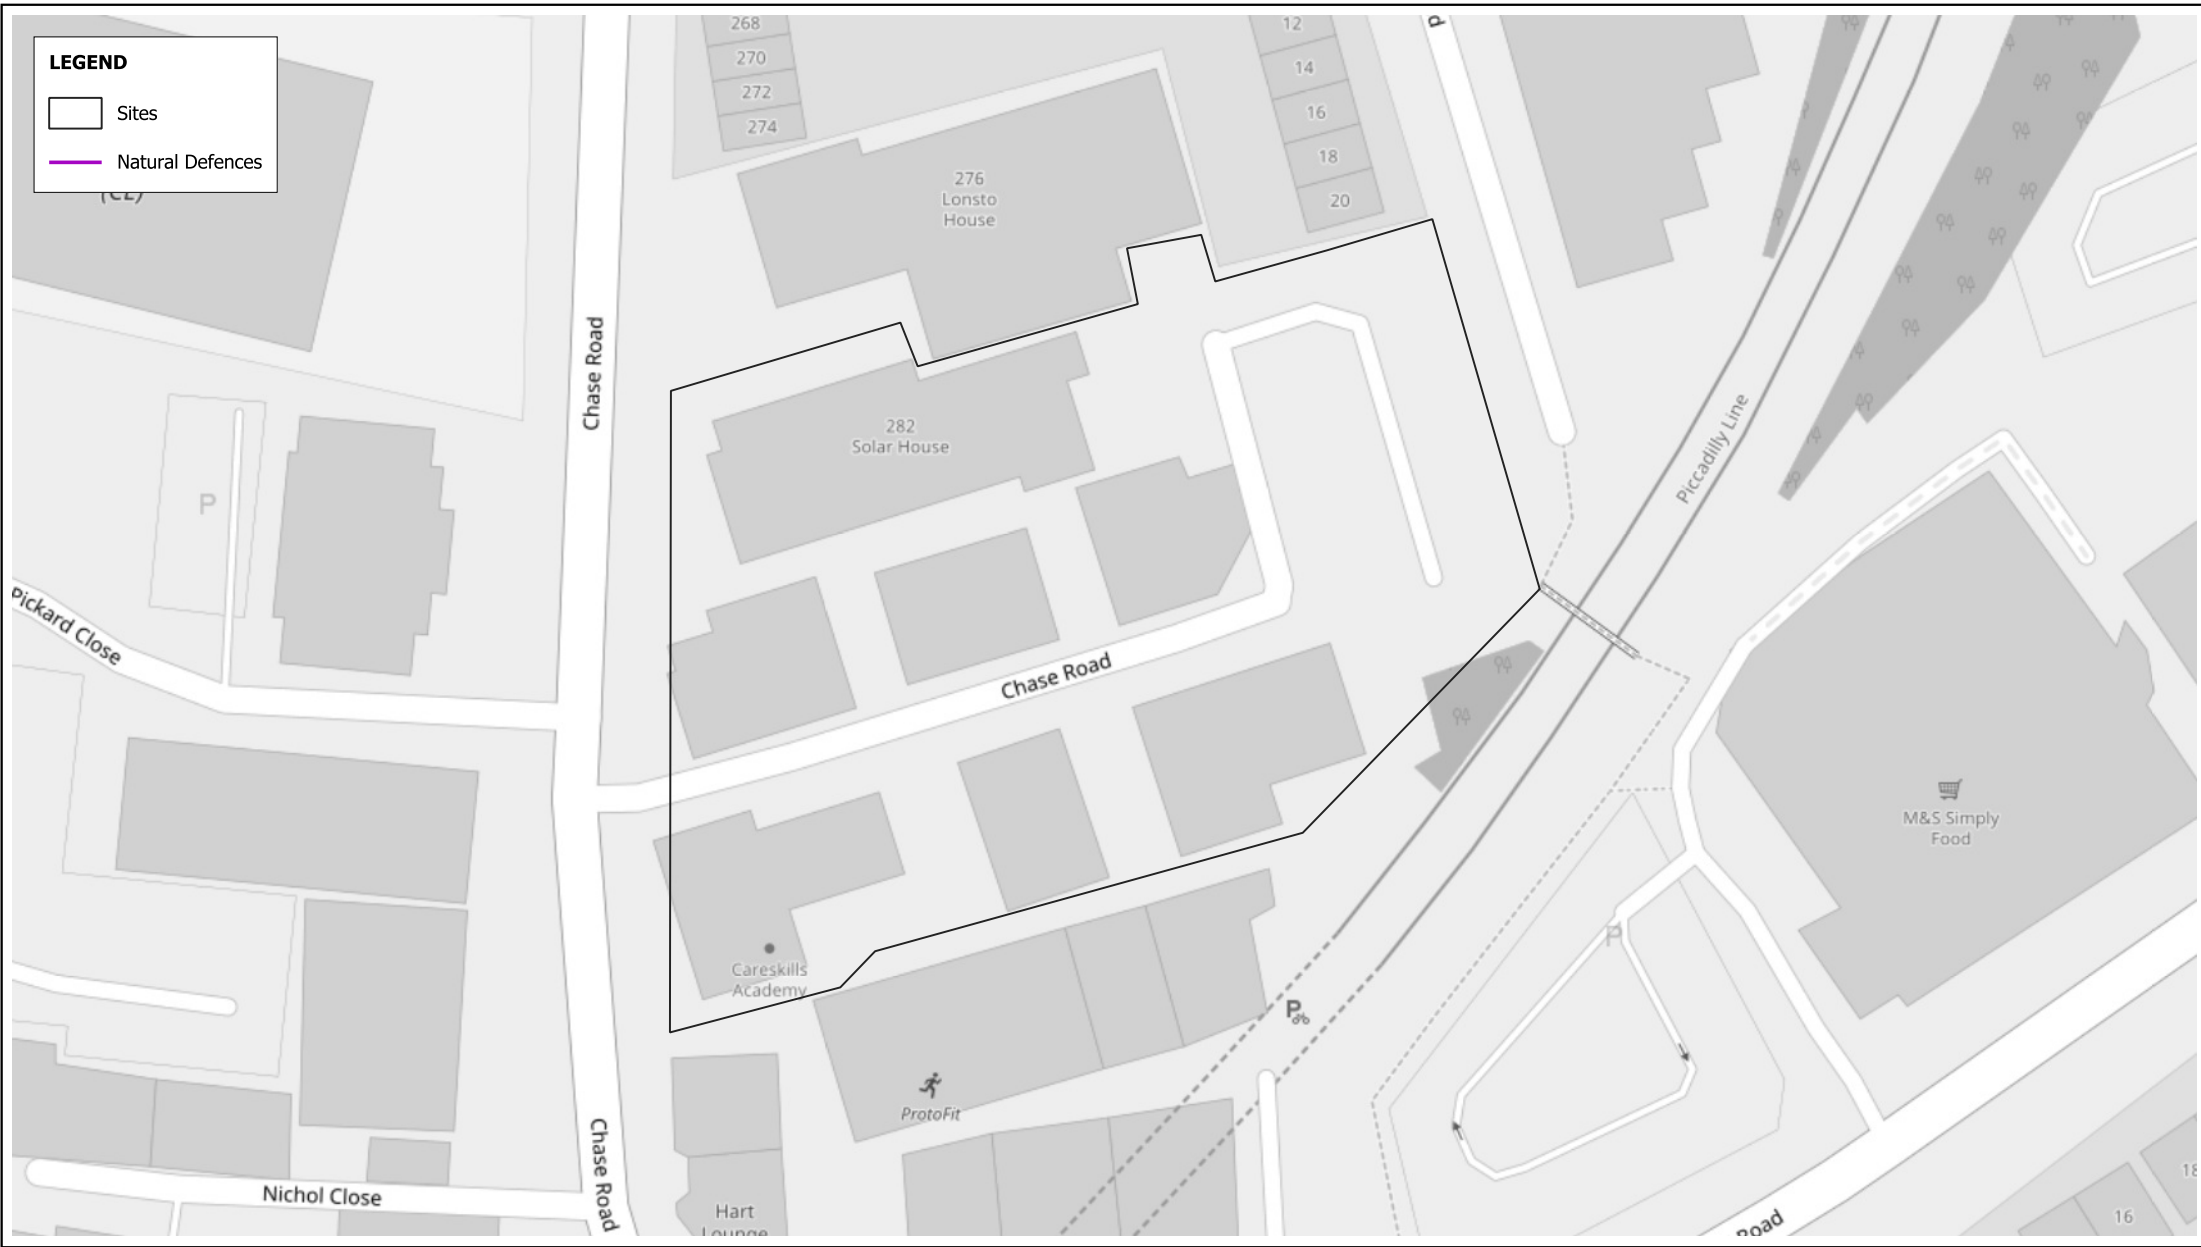 LEGEND
Sites
Natural Defences
268
270
272
274
12
14
16
18
20
276
Lonsto
House
Chase Road
282
Solar House
P
Pickard Close
Piccadilly Line
Chase Road
M&S Simply
Food
P
Careskills
Academy
P
ProtoFit
Chase Road
Nichol Close
Hart
Lounge
Road
16
18